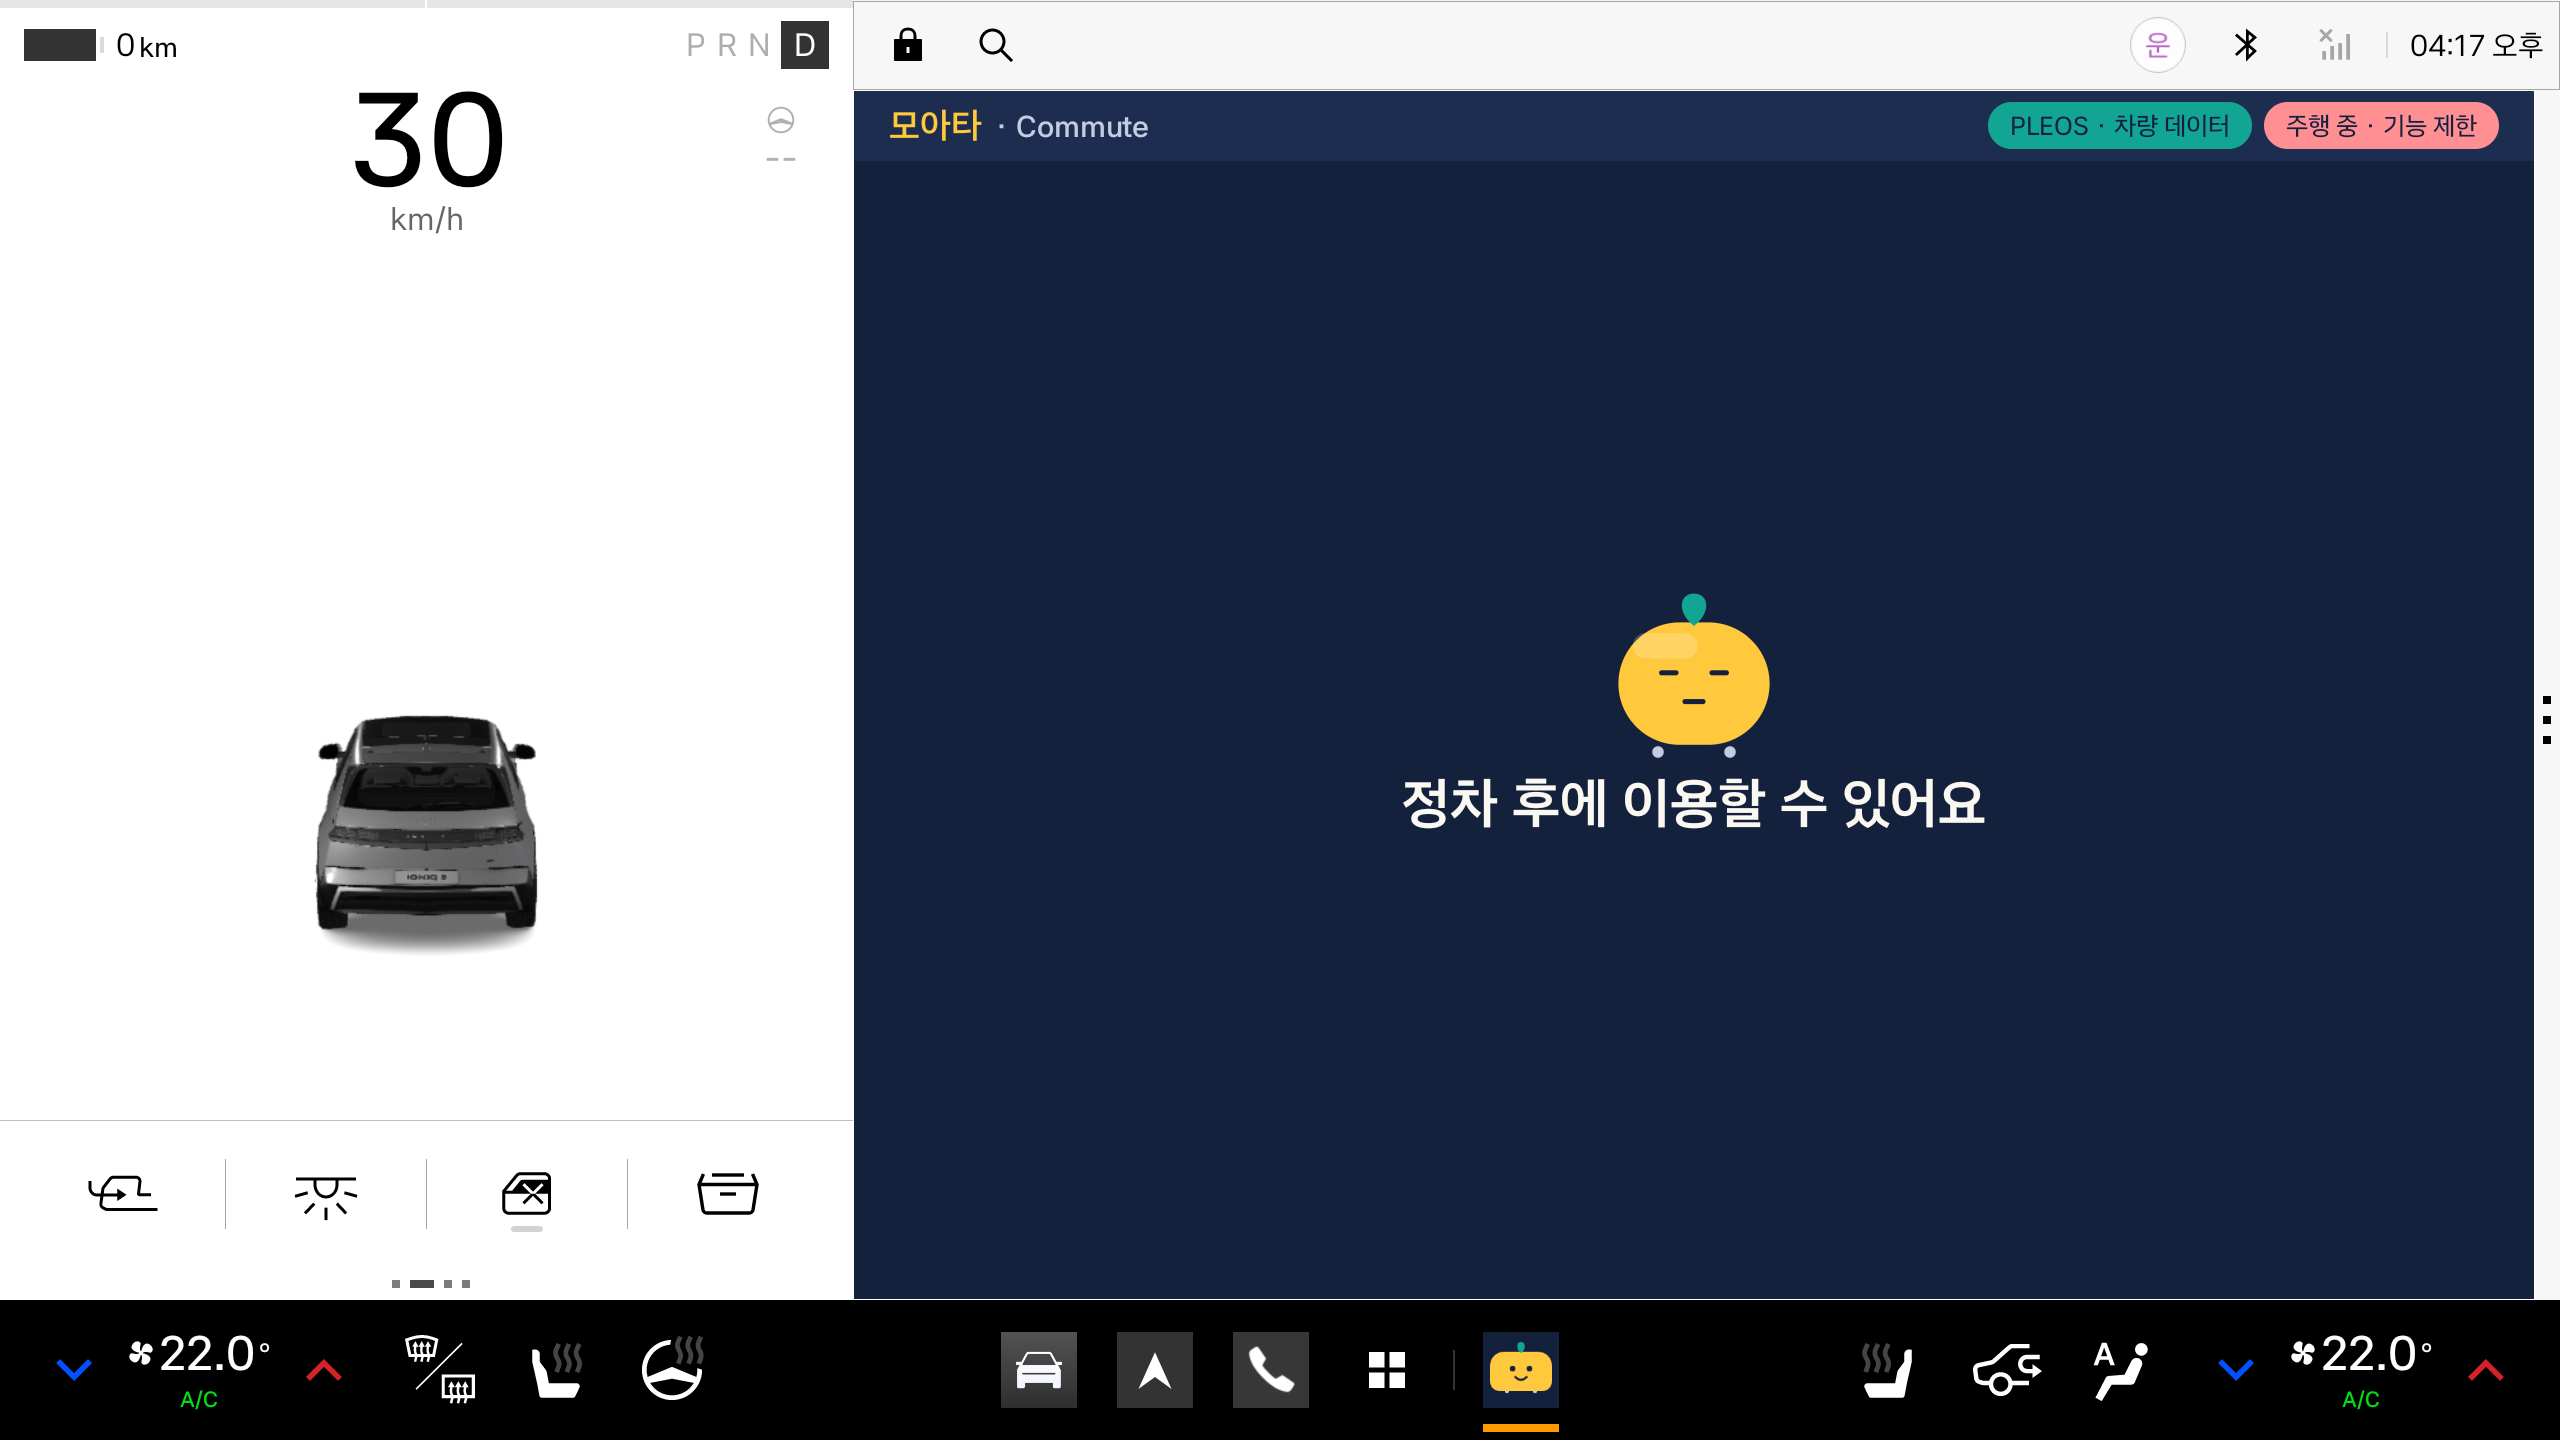 0 km
P R N D
30
km/h
--
운
04:17 오후
모아타 · Commute
PLEOS · 차량 데이터
주행 중 · 기능 제한
정차 후에 이용할 수 있어요
22.0°
A/C
A
22.0°
A/C